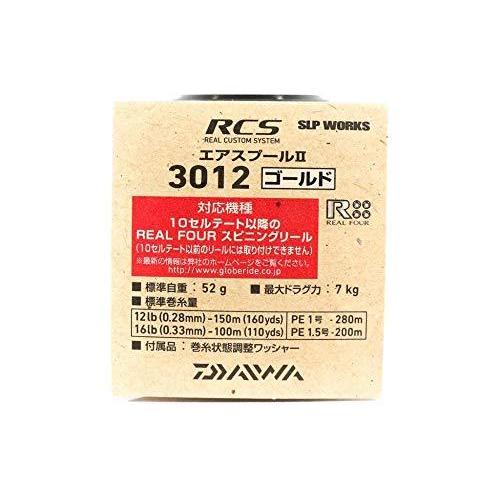 RCS SLP WORKS
REAL CUSTOM SYSTEM
エアスプールⅡ
3012 ゴールド
対応機種
10セルテート以降の
REAL FOUR スピニングリール
(10セルテート以前のリールには取り付けできません)
※最新の情報は弊社のホームページをご覧ください。
http://www.globeride.co.jp
R
REAL FOUR
■標準自重：52g ■最大ドラグ力：7kg
■標準巻糸量
12lb(0.28mm)-150m(160yds) PE1号-280m
16lb(0.33mm)-100m(110yds) PE1.5号-200m
■付属品：巻糸状態調整ワッシャー
DAIWA